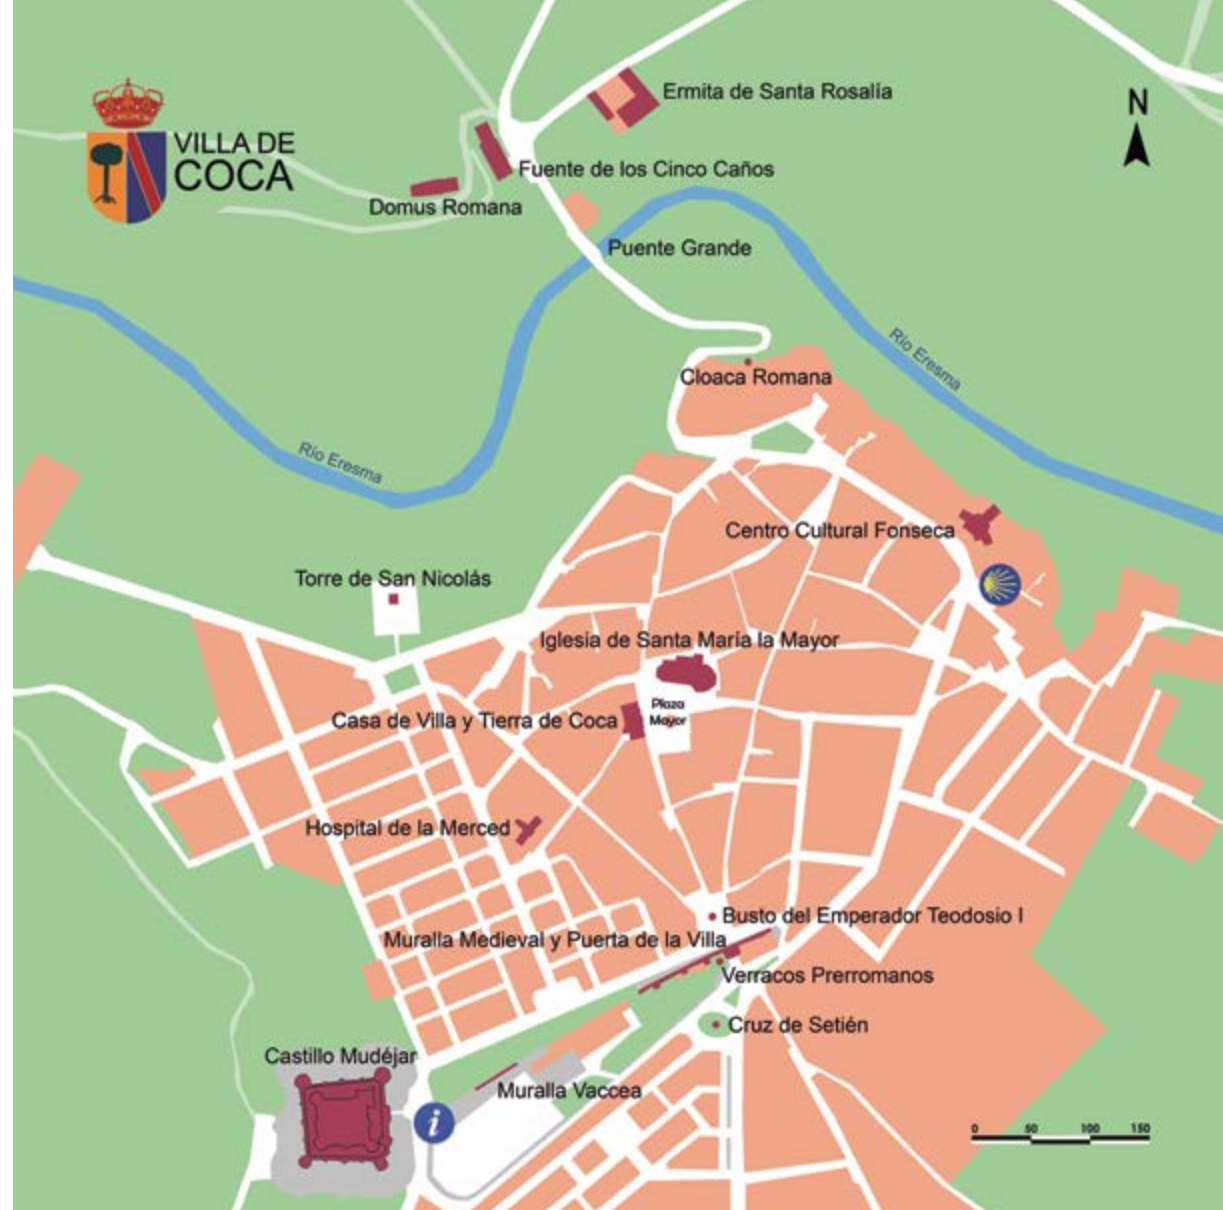 Ermita de Santa Rosalía
N
VILLA DE
COCA
Fuente de los Cinco Caños
Domus Romana
Puente Grande
Río Eresma
Cloaca Romana
Río Eresma
Centro Cultural Fonseca
Torre de San Nicolás
Iglesia de Santa María la Mayor
Plaza
Mayor
Casa de Villa y Tierra de Coca
Hospital de la Merced
Busto del Emperador Teodosio I
Muralla Medieval y Puerta de la Villa
Verracos Prerromanos
Cruz de Setién
Castillo Mudéjar
Muralla Vaccea
i
0 50 100 150